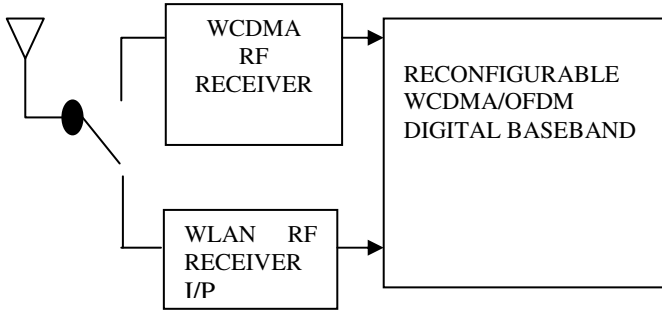 WCDMA
RF
RECEIVER
RECONFIGURABLE
WCDMA/OFDM
DIGITAL BASEBAND
WLAN RF
RECEIVER
I/P